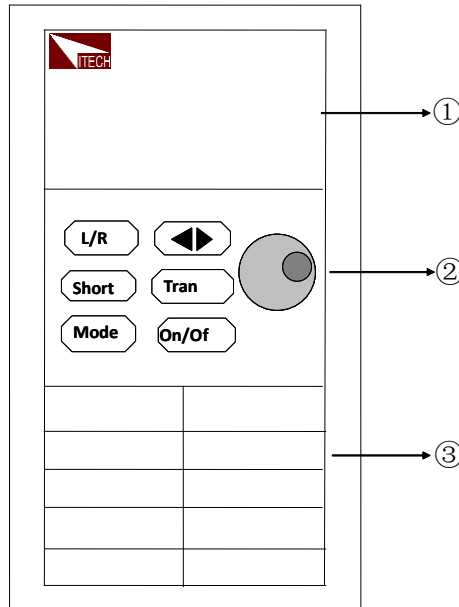 ITECH
①
L/R
Short Tran
②
Mode On/Of
③